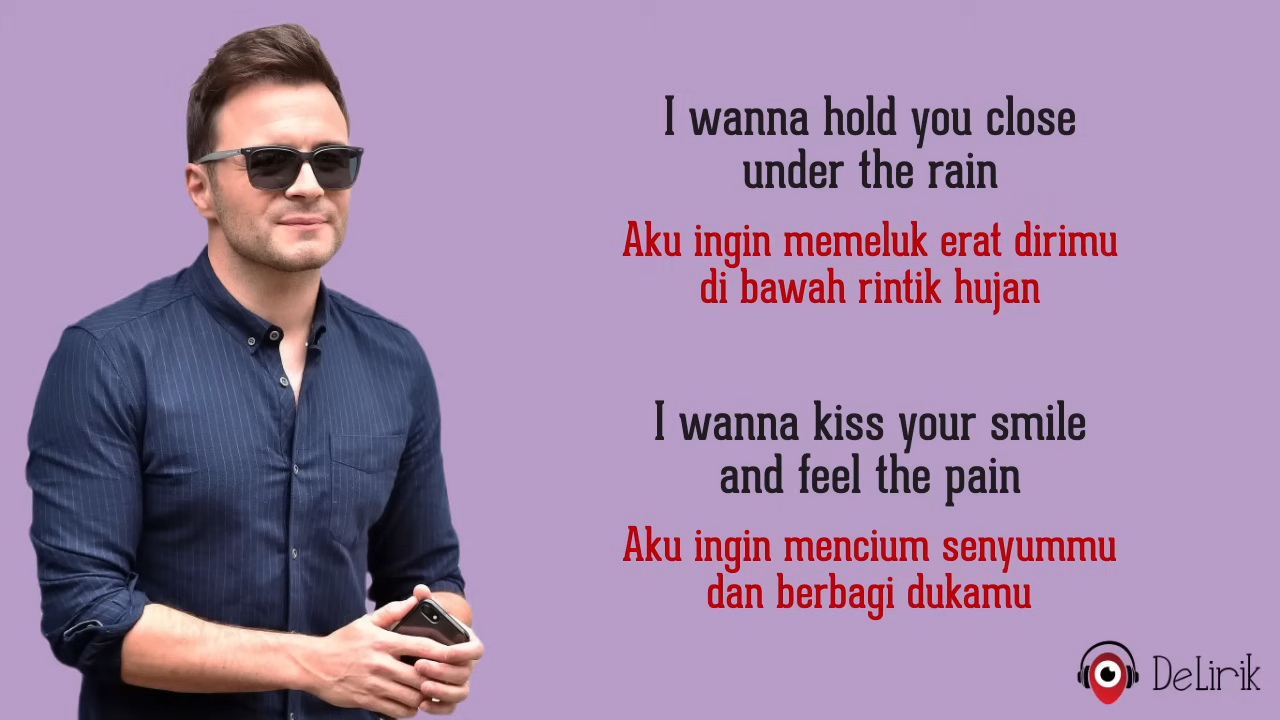 I wanna hold you close
under the rain
Aku ingin memeluk erat dirimu
di bawah rintik hujan
I wanna kiss your smile
and feel the pain
Aku ingin mencium senyummu
dan berbagi dukamu
DeLirik